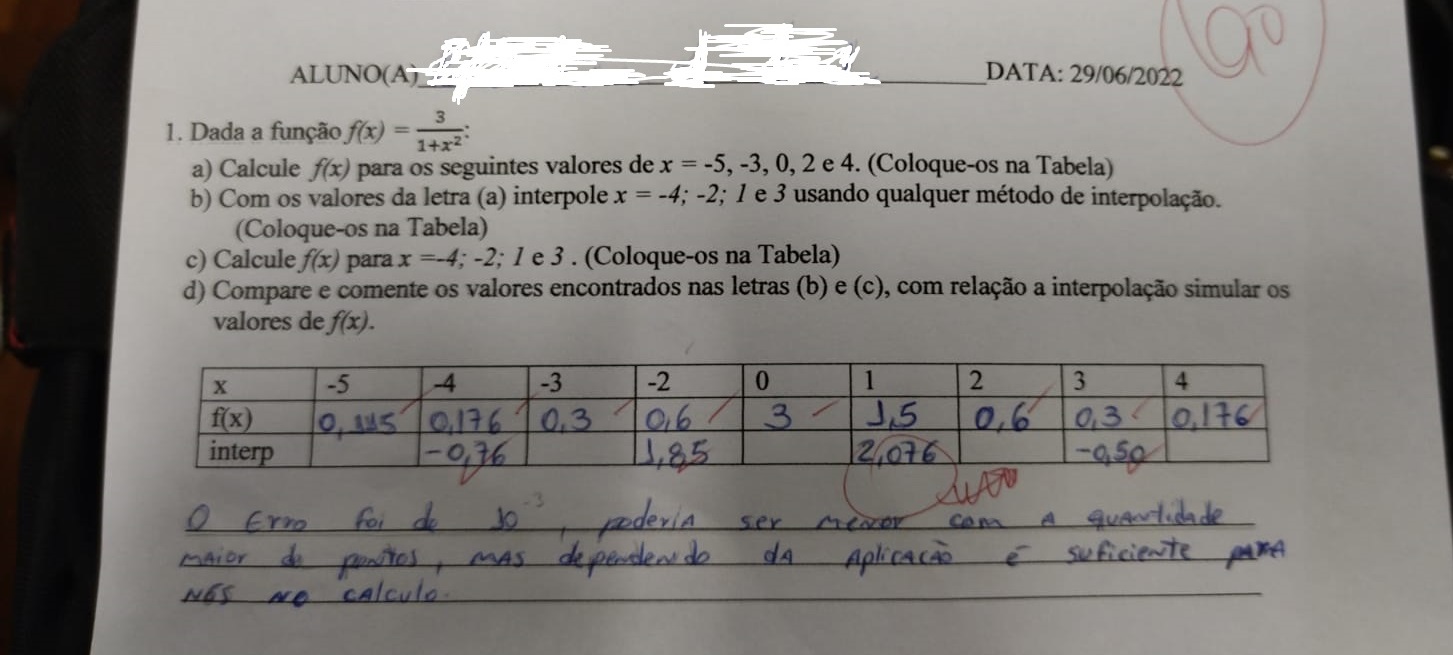 90
ALUNO(A) DATA: 29/06/2022
1. Dada a função f(x) = 3/(1+x²):
a) Calcule f(x) para os seguintes valores de x = -5, -3, 0, 2 e 4. (Coloque-os na Tabela)
b) Com os valores da letra (a) interpole x = -4; -2; 1 e 3 usando qualquer método de interpolação.
(Coloque-os na Tabela)
c) Calcule f(x) para x =-4; -2; 1 e 3 . (Coloque-os na Tabela)
d) Compare e comente os valores encontrados nas letras (b) e (c), com relação a interpolação simular os
valores de f(x).
x -5 -4 -3 -2 0 1 2 3 4
f(x) 0,115 0,176 0,3 0,6 3 1,5 0,6 0,3 0,176
interp -0,76 1,85 2,076 -0,50
O Erro foi de 10⁻³, poderia ser menor com a quantidade
maior de pontos, mas dependendo da aplicação é suficiente para
nós no calculo.